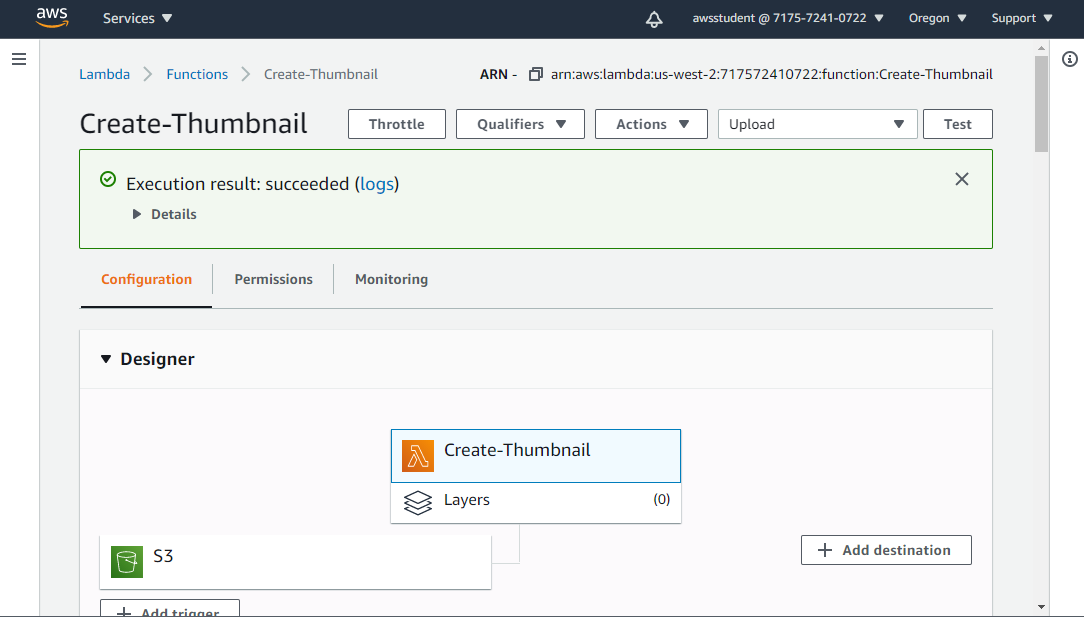 aws Services awsstudent @ 7175-7241-0722 Oregon Support
Lambda Functions Create-Thumbnail ARN - arn:aws:lambda:us-west-2:717572410722:function:Create-Thumbnail
Create-Thumbnail Throttle Qualifiers Actions Upload Test
Execution result: succeeded (logs)
Details
Configuration Permissions Monitoring
Designer
Create-Thumbnail
Layers (0)
S3
Add destination
Add trigger